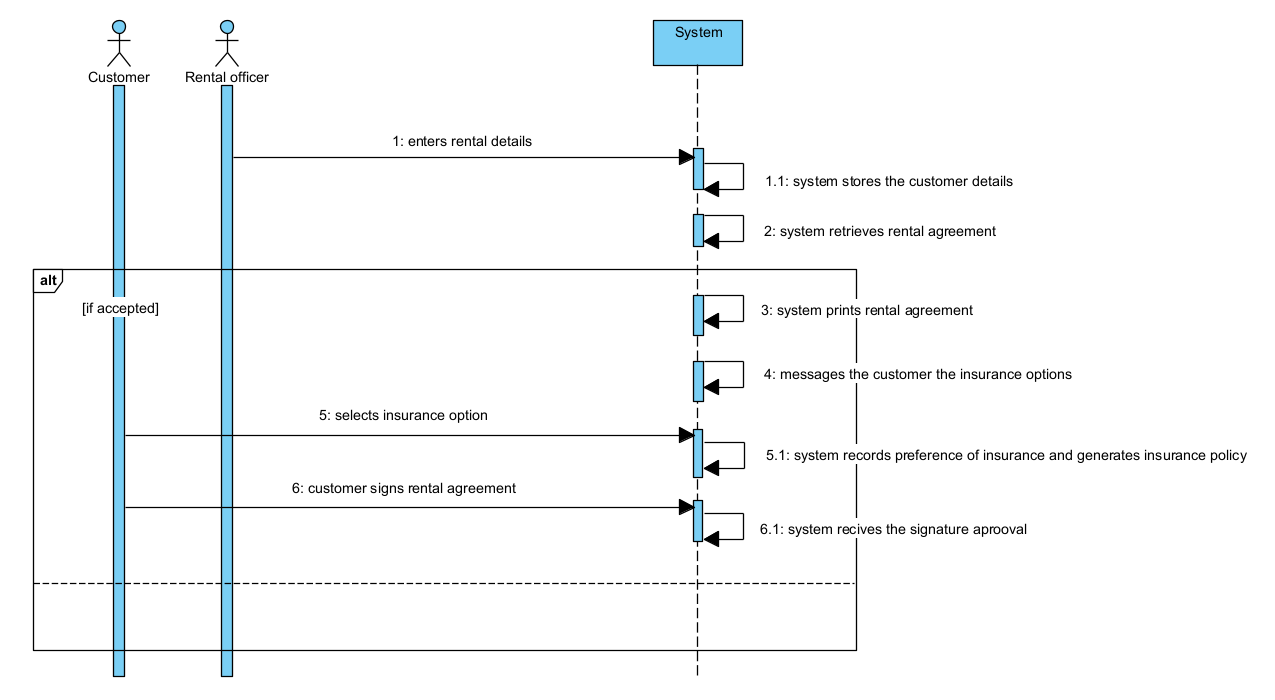 Customer
Rental officer
System
1: enters rental details
1.1: system stores the customer details
2: system retrieves rental agreement
alt
[if accepted]
3: system prints rental agreement
4: messages the customer the insurance options
5: selects insurance option
5.1: system records preference of insurance and generates insurance policy
6: customer signs rental agreement
6.1: system recives the signature aprooval